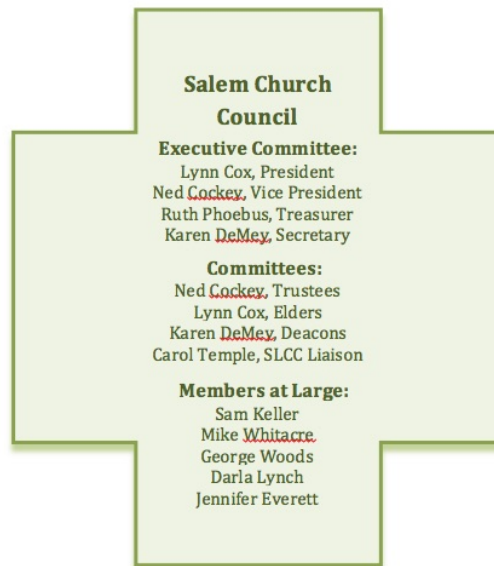 Salem Church
Council
Executive Committee:
Lynn Cox, President
Ned Cockey, Vice President
Ruth Phoebus, Treasurer
Karen DeMey, Secretary
Committees:
Ned Cockey, Trustees
Lynn Cox, Elders
Karen DeMey, Deacons
Carol Temple, SLCC Liaison
Members at Large:
Sam Keller
Mike Whitacre
George Woods
Darla Lynch
Jennifer Everett